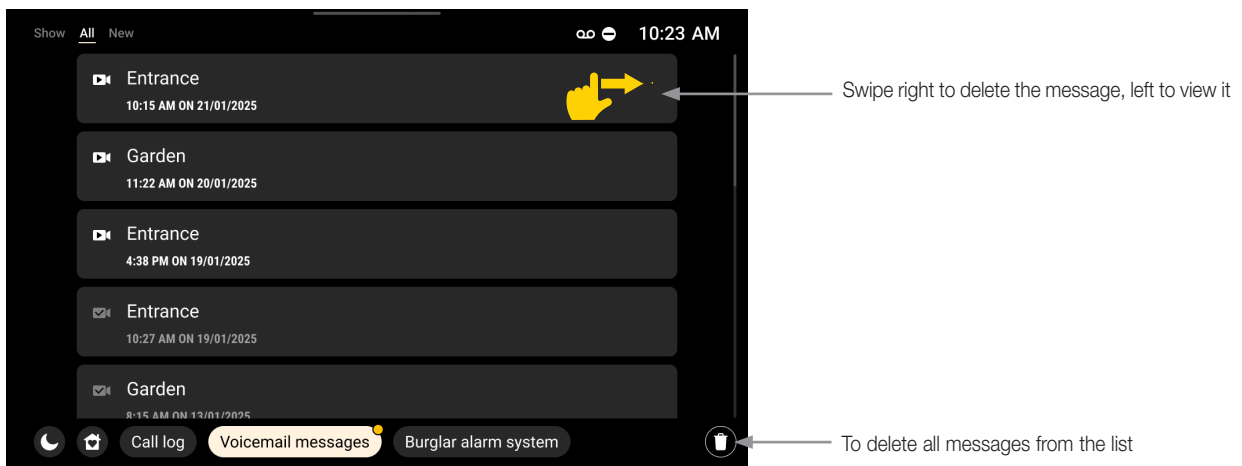 Show All New 10:23 AM
Entrance
10:15 AM ON 21/01/2025
Swipe right to delete the message, left to view it
Garden
11:22 AM ON 20/01/2025
Entrance
4:38 PM ON 19/01/2025
Entrance
10:27 AM ON 19/01/2025
Garden
8:15 AM ON 13/01/2025
Call log Voicemail messages Burglar alarm system
To delete all messages from the list